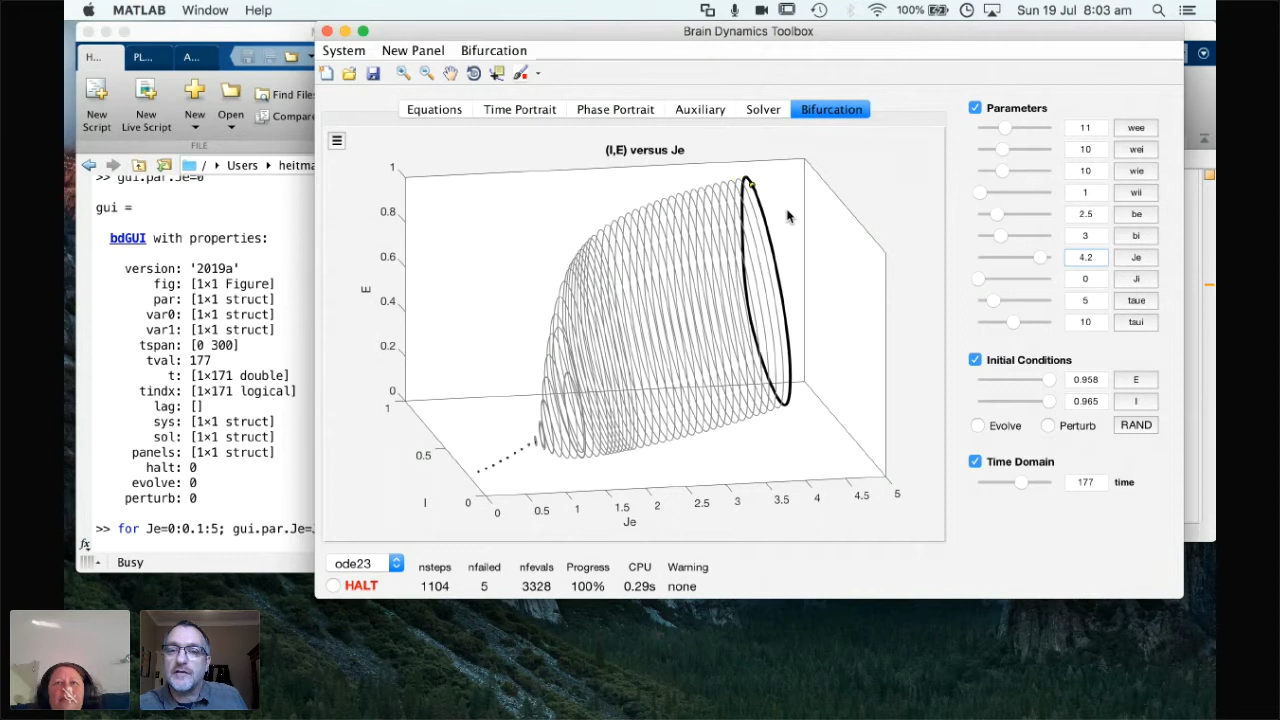 MATLAB Window Help 100% Sun 19 Jul 8:03 am
Brain Dynamics Toolbox
System New Panel Bifurcation
H... PL... A...
New Script
New Live Script
New
Open
Find Files
Compare
FILE
/ Users heitma
>> gui.par.Je=0
gui =
bdGUI with properties:
version: '2019a'
fig: [1×1 Figure]
par: [1×1 struct]
var0: [1×1 struct]
var1: [1×1 struct]
tspan: [0 300]
tval: 177
t: [1×171 double]
tindx: [1×171 logical]
lag: []
sys: [1×1 struct]
sol: [1×1 struct]
panels: [1×1 struct]
halt: 0
evolve: 0
perturb: 0
>> for Je=0:0.1:5; gui.par.Je=
fx
Busy
Equations Time Portrait Phase Portrait Auxiliary Solver Bifurcation
(I,E) versus Je
1
0.8
0.6
0.4
0.2
0
E
1
0.5
0
I
0 0.5 1 1.5 2 2.5 3 3.5 4 4.5 5
Je
Parameters
11 wee
10 wei
10 wie
1 wii
2.5 be
3 bi
4.2 Je
0 Ji
5 taue
10 taui
Initial Conditions
0.958 E
0.965 I
Evolve Perturb RAND
Time Domain
177 time
ode23 nsteps nfailed nfevals Progress CPU Warning
HALT 1104 5 3328 100% 0.29s none